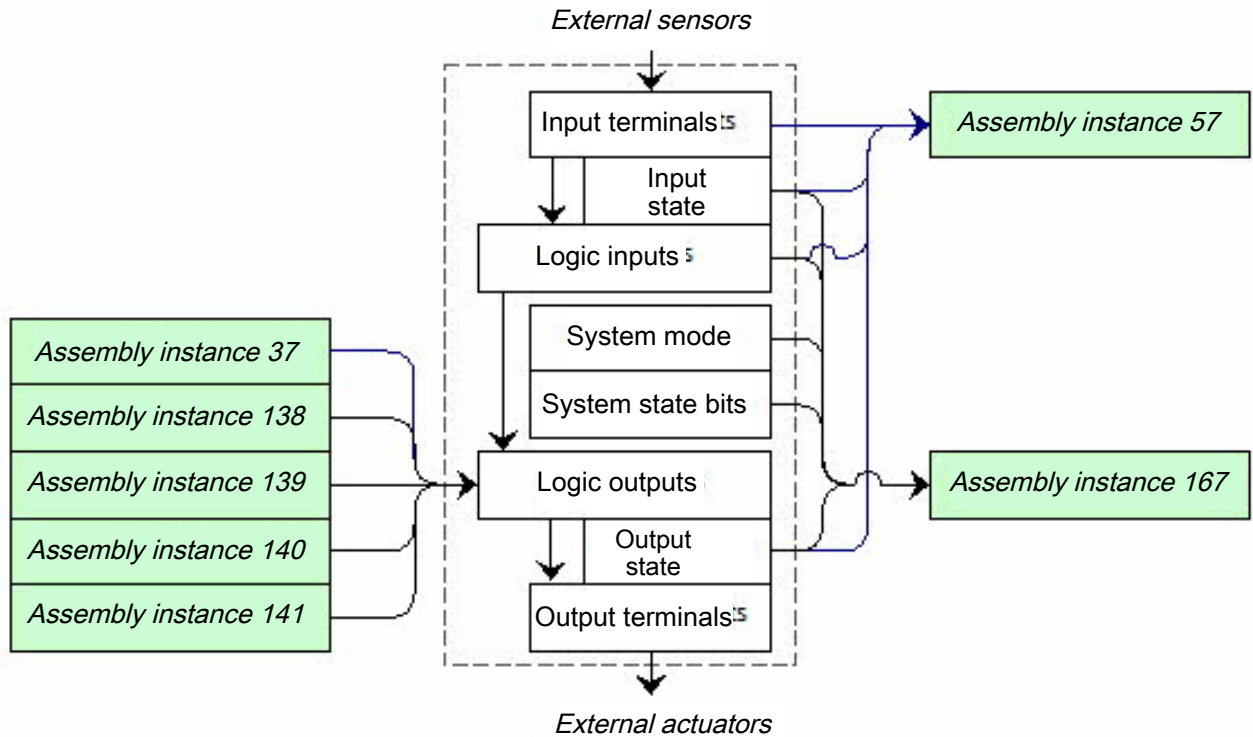 External sensors
Input terminals
Assembly instance 57
Input
state
Logic inputs
System mode
Assembly instance 37
System state bits
Assembly instance 138
Assembly instance 139
Logic outputs
Assembly instance 167
Assembly instance 140
Output
state
Assembly instance 141
Output terminals
External actuators